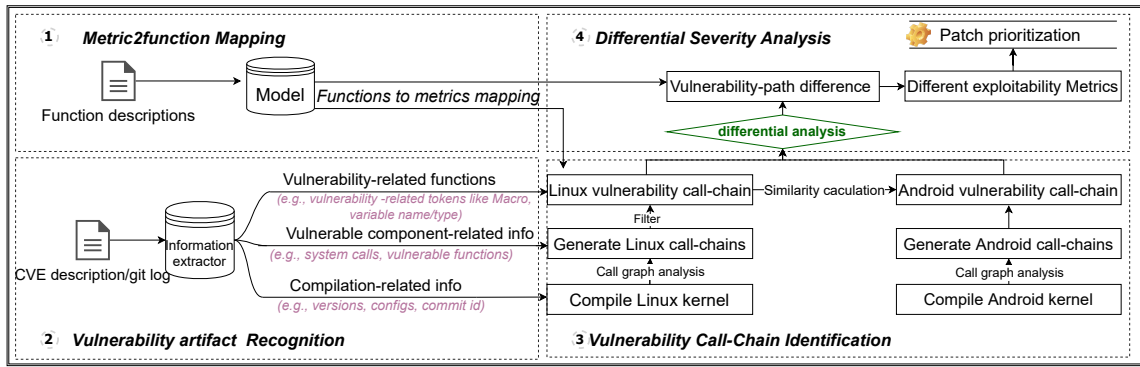 1 Metric2function Mapping
Function descriptions
Model
Functions to metrics mapping
4 Differential Severity Analysis
Patch prioritization
Vulnerability-path difference
Different exploitability Metrics
differential analysis
CVE description/git log
Information
extractor
Vulnerability-related functions
(e.g., vulnerability -related tokens like Macro,
variable name/type)
Vulnerable component-related info
(e.g., system calls, vulnerable functions)
Compilation-related info
(e.g., versions, configs, commit id)
2 Vulnerability artifact Recognition
Linux vulnerability call-chain
Similarity caculation
Android vulnerability call-chain
Filter
Generate Linux call-chains
Generate Android call-chains
Call graph analysis
Call graph analysis
Compile Linux kernel
Compile Android kernel
3 Vulnerability Call-Chain Identification